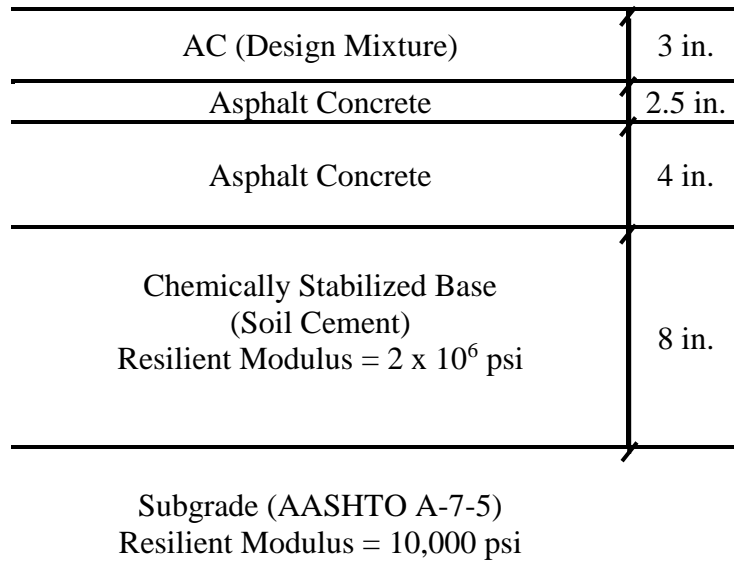 AC (Design Mixture) 3 in.
Asphalt Concrete 2.5 in.
Asphalt Concrete 4 in.
Chemically Stabilized Base
(Soil Cement)
Resilient Modulus = 2 x 10⁶ psi
8 in.
Subgrade (AASHTO A-7-5)
Resilient Modulus = 10,000 psi